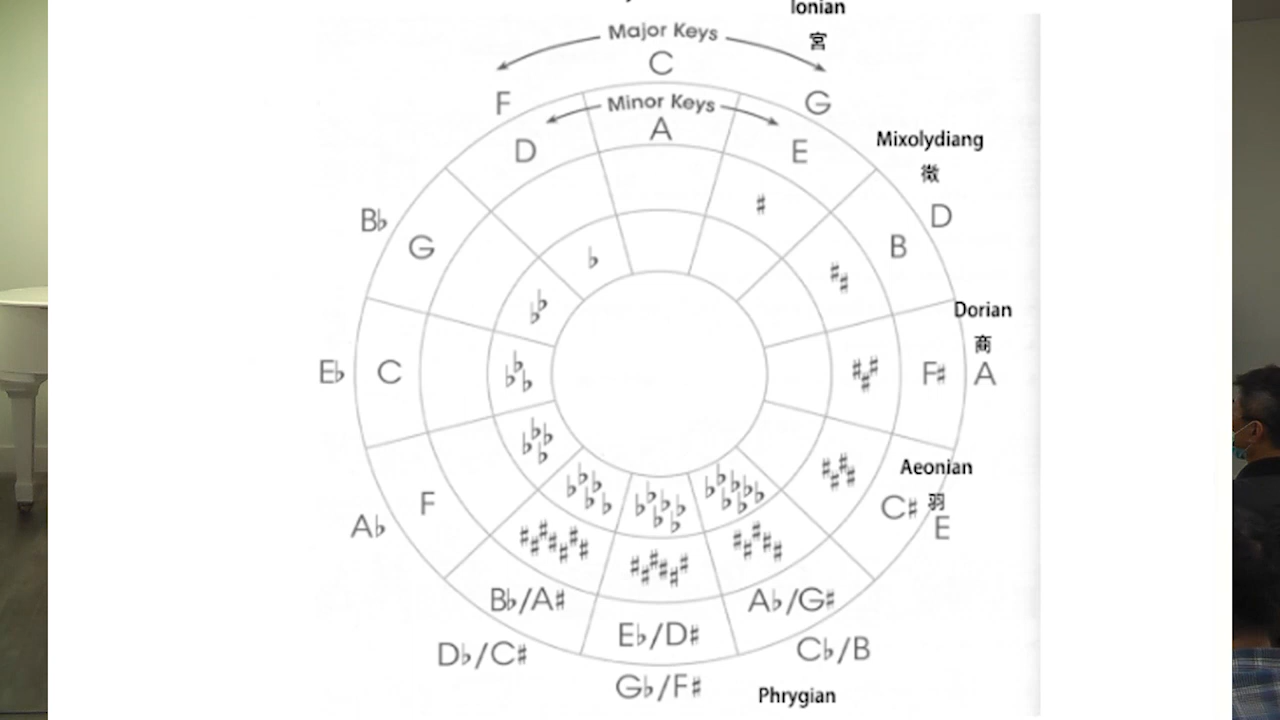 Ionian
宮
Major Keys
C
F
G
Minor Keys
A
D
E
Mixolydiang
徵
B♭
G
♯
B
D
♭
♯♯
♭♭
Dorian
商
E♭
C
♭♭♭
♯♯♯
F♯
A
♭♭♭♭
♯♯♯♯
Aeonian
羽
C♯
E
A♭
F
♭♭♭♭♭
♭♭♭♭♭♭
♭♭♭♭♭♭♭
♯♯♯♯♯♯♯
♯♯♯♯♯♯
♯♯♯♯♯
B♭/A♯
E♭/D♯
A♭/G♯
D♭/C♯
G♭/F♯
C♭/B
Phrygian